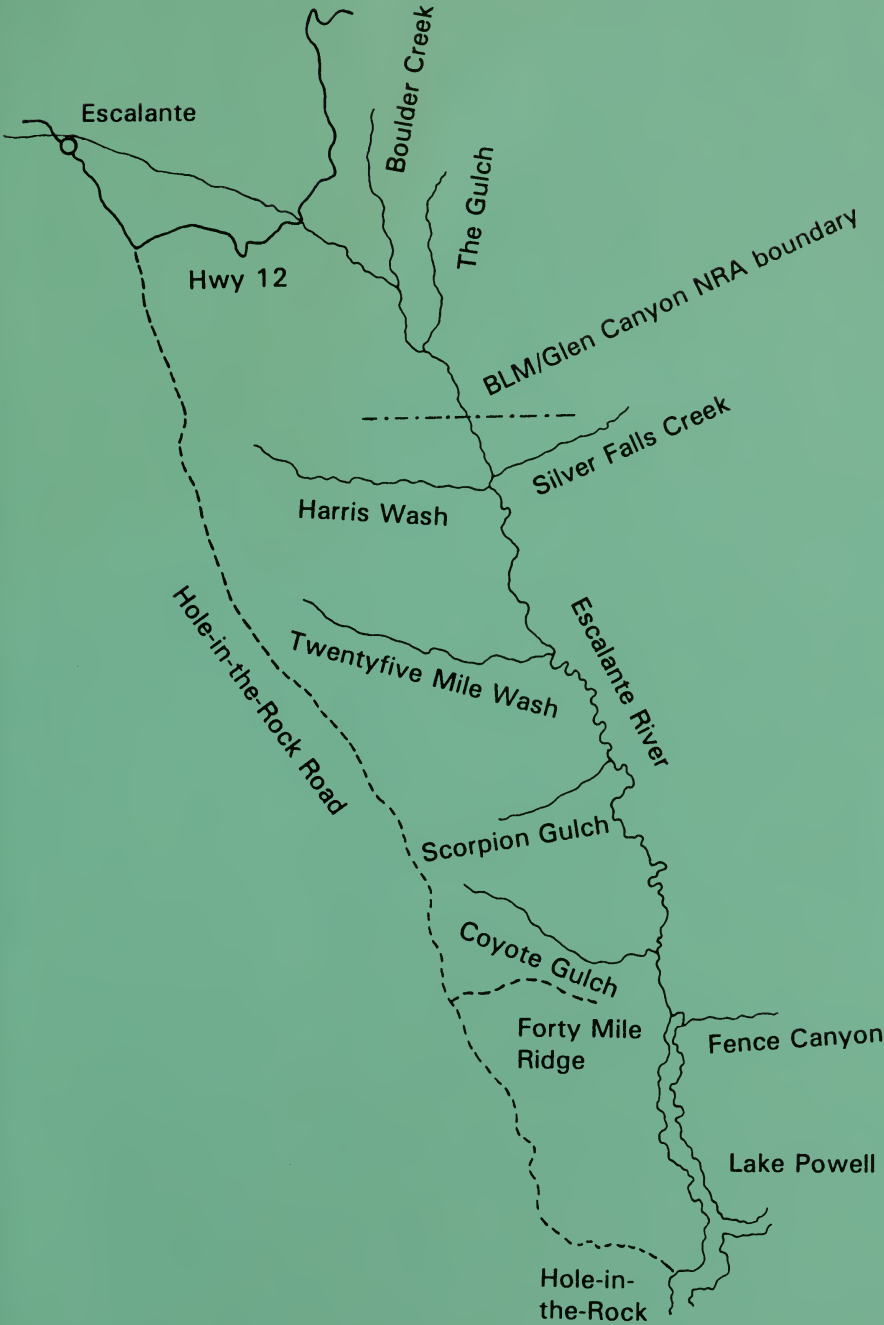 Escalante
Boulder Creek
The Gulch
Hwy 12
BLM/Glen Canyon NRA boundary
Silver Falls Creek
Harris Wash
Hole-in-the-Rock Road
Twentyfive Mile Wash
Escalante River
Scorpion Gulch
Coyote Gulch
Forty Mile
Ridge
Fence Canyon
Lake Powell
Hole-in-
the-Rock